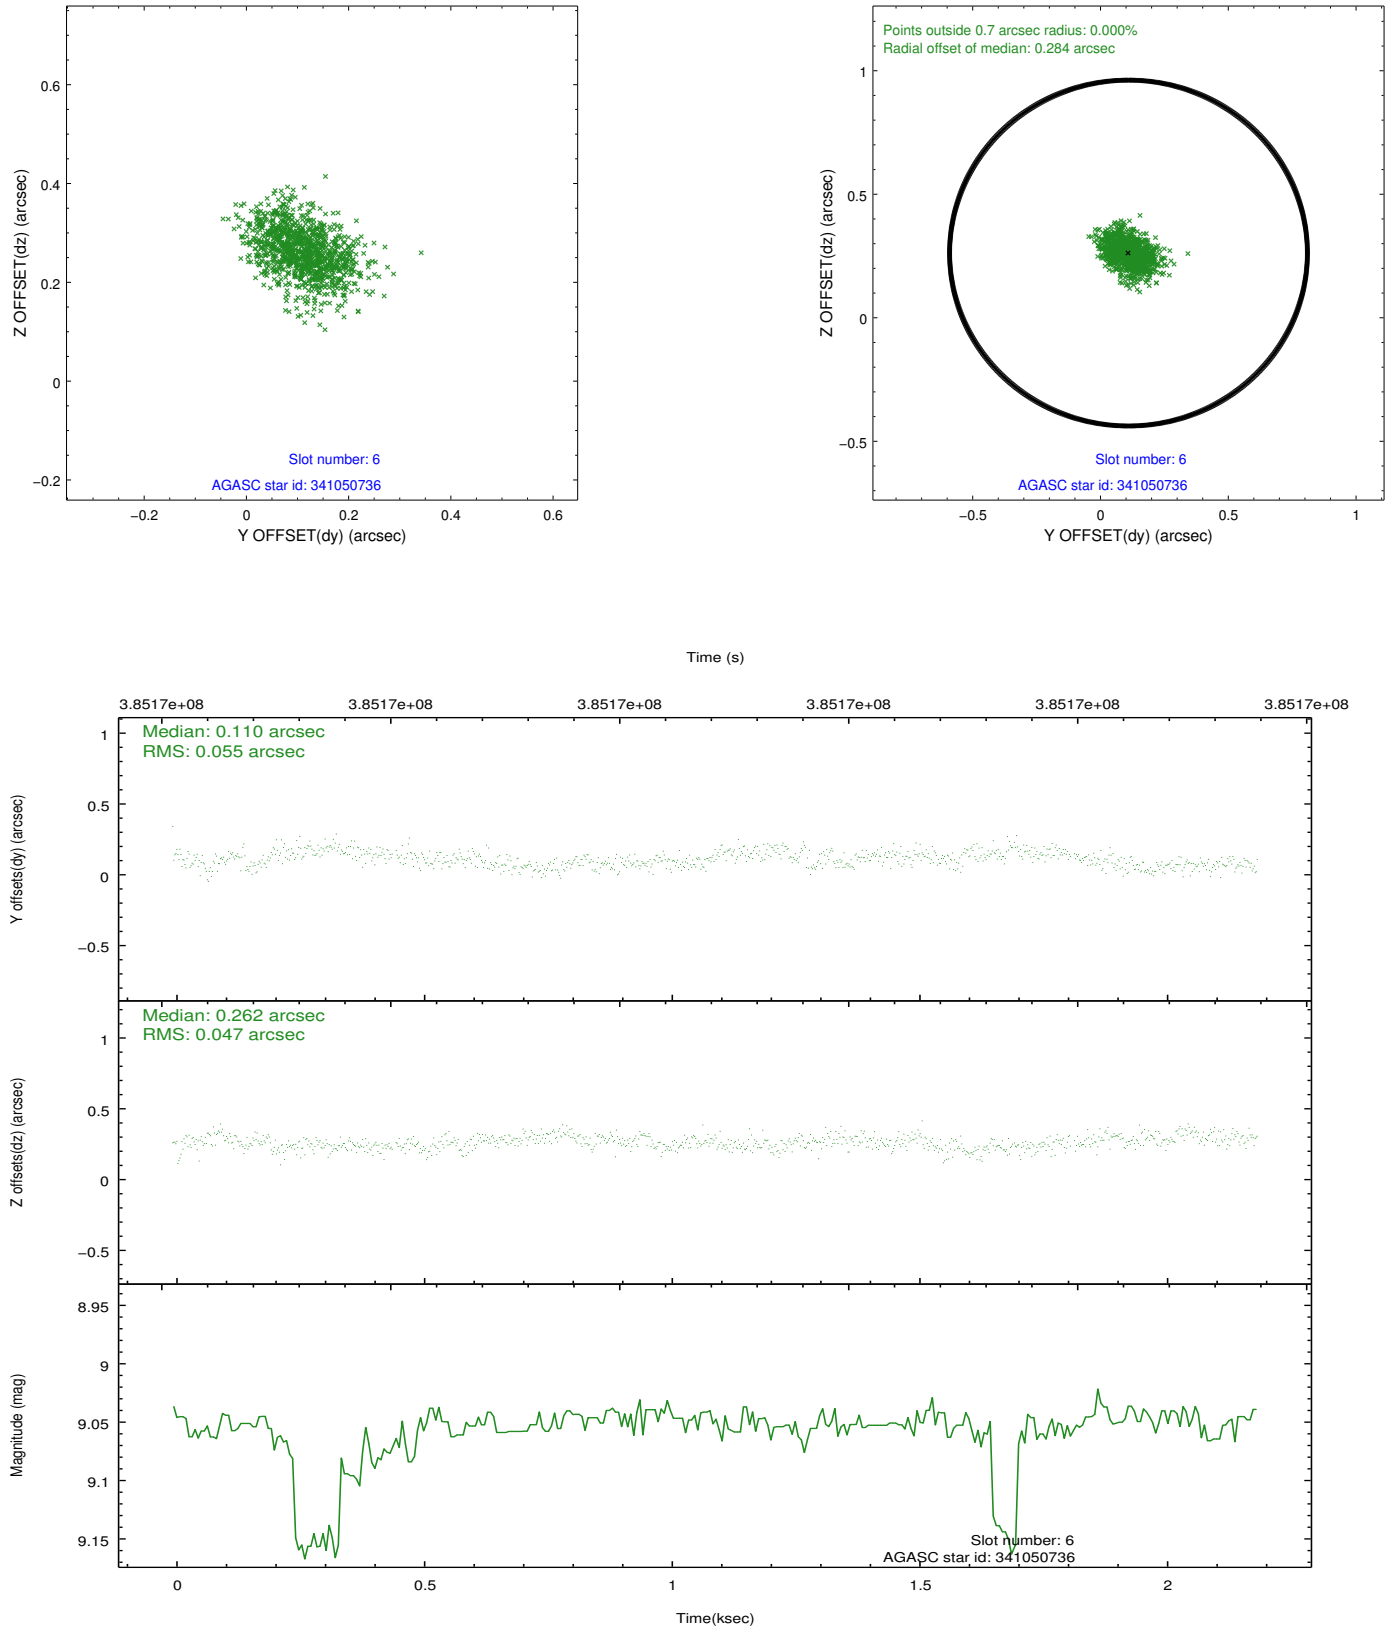 0.6
0.4
0.2
0
−0.2
Z OFFSET(dz) (arcsec)
−0.2 0 0.2 0.4 0.6
Y OFFSET(dy) (arcsec)
Slot number: 6
AGASC star id: 341050736
Points outside 0.7 arcsec radius: 0.000%
Radial offset of median: 0.284 arcsec
1
0.5
0
−0.5
Z OFFSET(dz) (arcsec)
−0.5 0 0.5 1
Y OFFSET(dy) (arcsec)
Slot number: 6
AGASC star id: 341050736
Time (s)
3.8517e+08 3.8517e+08 3.8517e+08 3.8517e+08 3.8517e+08 3.8517e+08
Median: 0.110 arcsec
RMS: 0.055 arcsec
1
0.5
0
−0.5
Y offsets(dy) (arcsec)
Median: 0.262 arcsec
RMS: 0.047 arcsec
1
0.5
0
−0.5
Z offsets(dz) (arcsec)
8.95
9
9.05
9.1
9.15
Magnitude (mag)
Slot number: 6
AGASC star id: 341050736
0 0.5 1 1.5 2
Time(ksec)